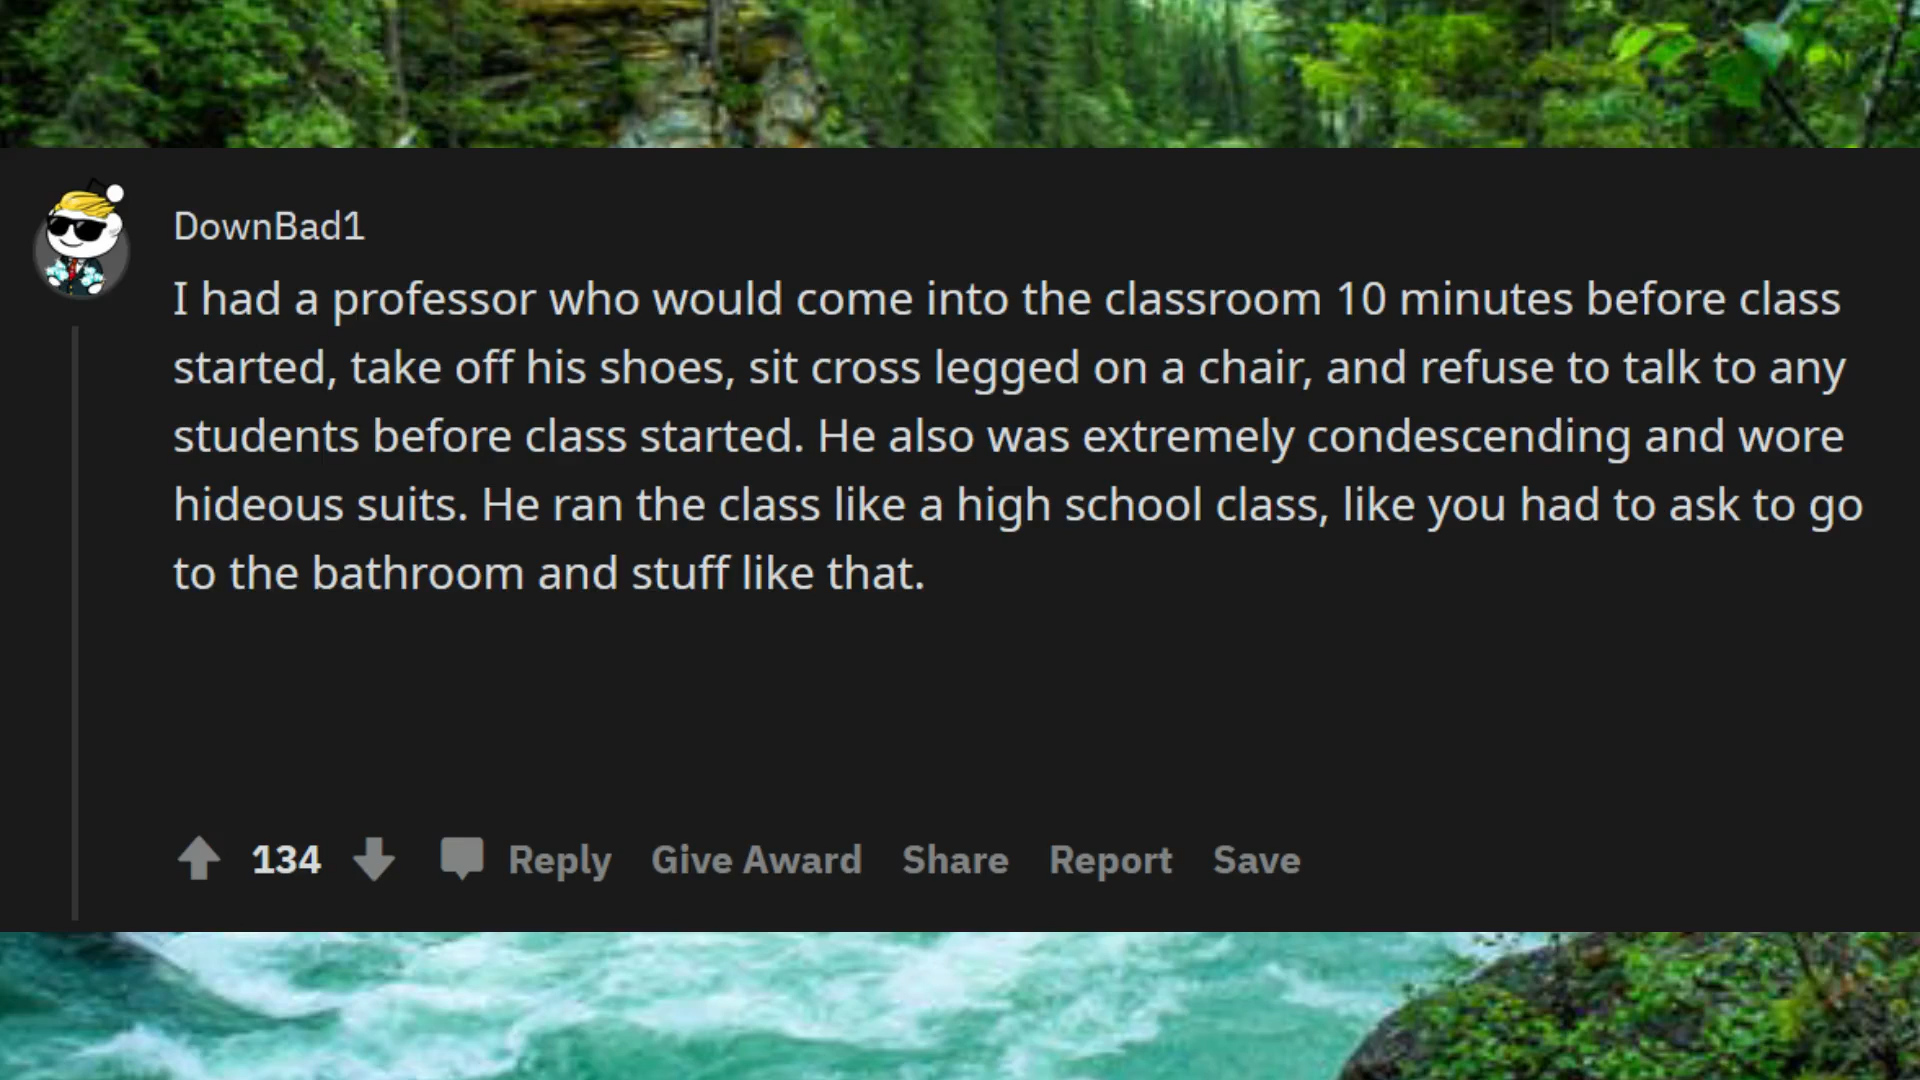 DownBad1
I had a professor who would come into the classroom 10 minutes before class
started, take off his shoes, sit cross legged on a chair, and refuse to talk to any
students before class started. He also was extremely condescending and wore
hideous suits. He ran the class like a high school class, like you had to ask to go
to the bathroom and stuff like that.
134 Reply Give Award Share Report Save